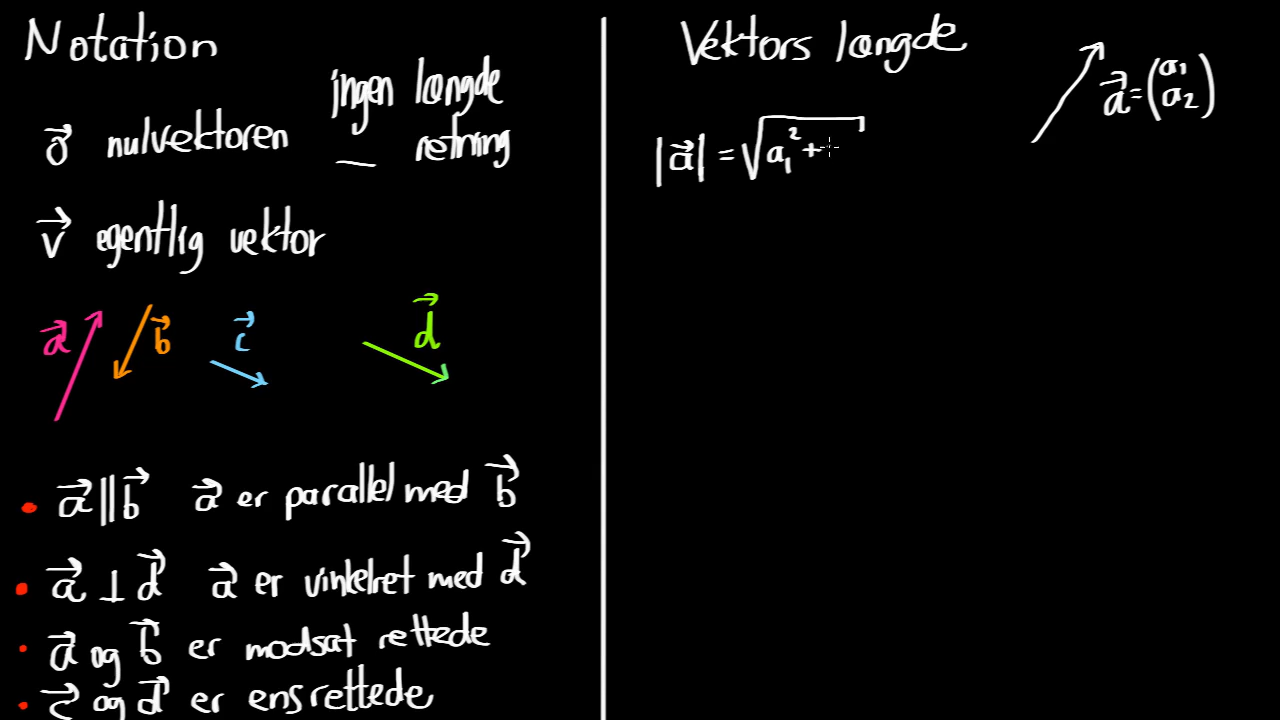 Notation
ingen længde
— retning
o⃗ nulvektoren
v⃗ egentlig vektor
a⃗ b⃗ c⃗ d⃗
• a⃗ || b⃗ a⃗ er parallel med b⃗
• a⃗ ⊥ d⃗ a⃗ er vinkelret med d⃗
• a⃗ og b⃗ er modsat rettede
• c⃗ og d⃗ er ensrettede
Vektors længde
a⃗ = (a₁ a₂)
|a⃗| = √a₁² +